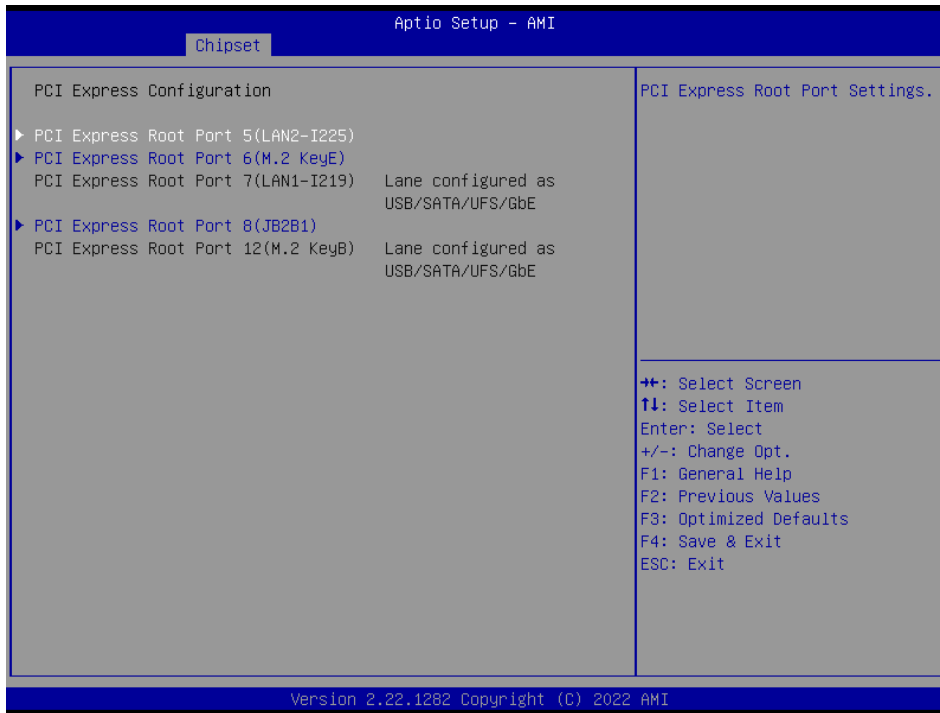 Aptio Setup – AMI
Chipset
PCI Express Configuration
▶ PCI Express Root Port 5(LAN2-I225)
▶ PCI Express Root Port 6(M.2 KeyE)
PCI Express Root Port 7(LAN1-I219) Lane configured as
USB/SATA/UFS/GbE
▶ PCI Express Root Port 8(JB2B1)
PCI Express Root Port 12(M.2 KeyB) Lane configured as
USB/SATA/UFS/GbE
PCI Express Root Port Settings.
→←: Select Screen
↑↓: Select Item
Enter: Select
+/-: Change Opt.
F1: General Help
F2: Previous Values
F3: Optimized Defaults
F4: Save & Exit
ESC: Exit
Version 2.22.1282 Copyright (C) 2022 AMI